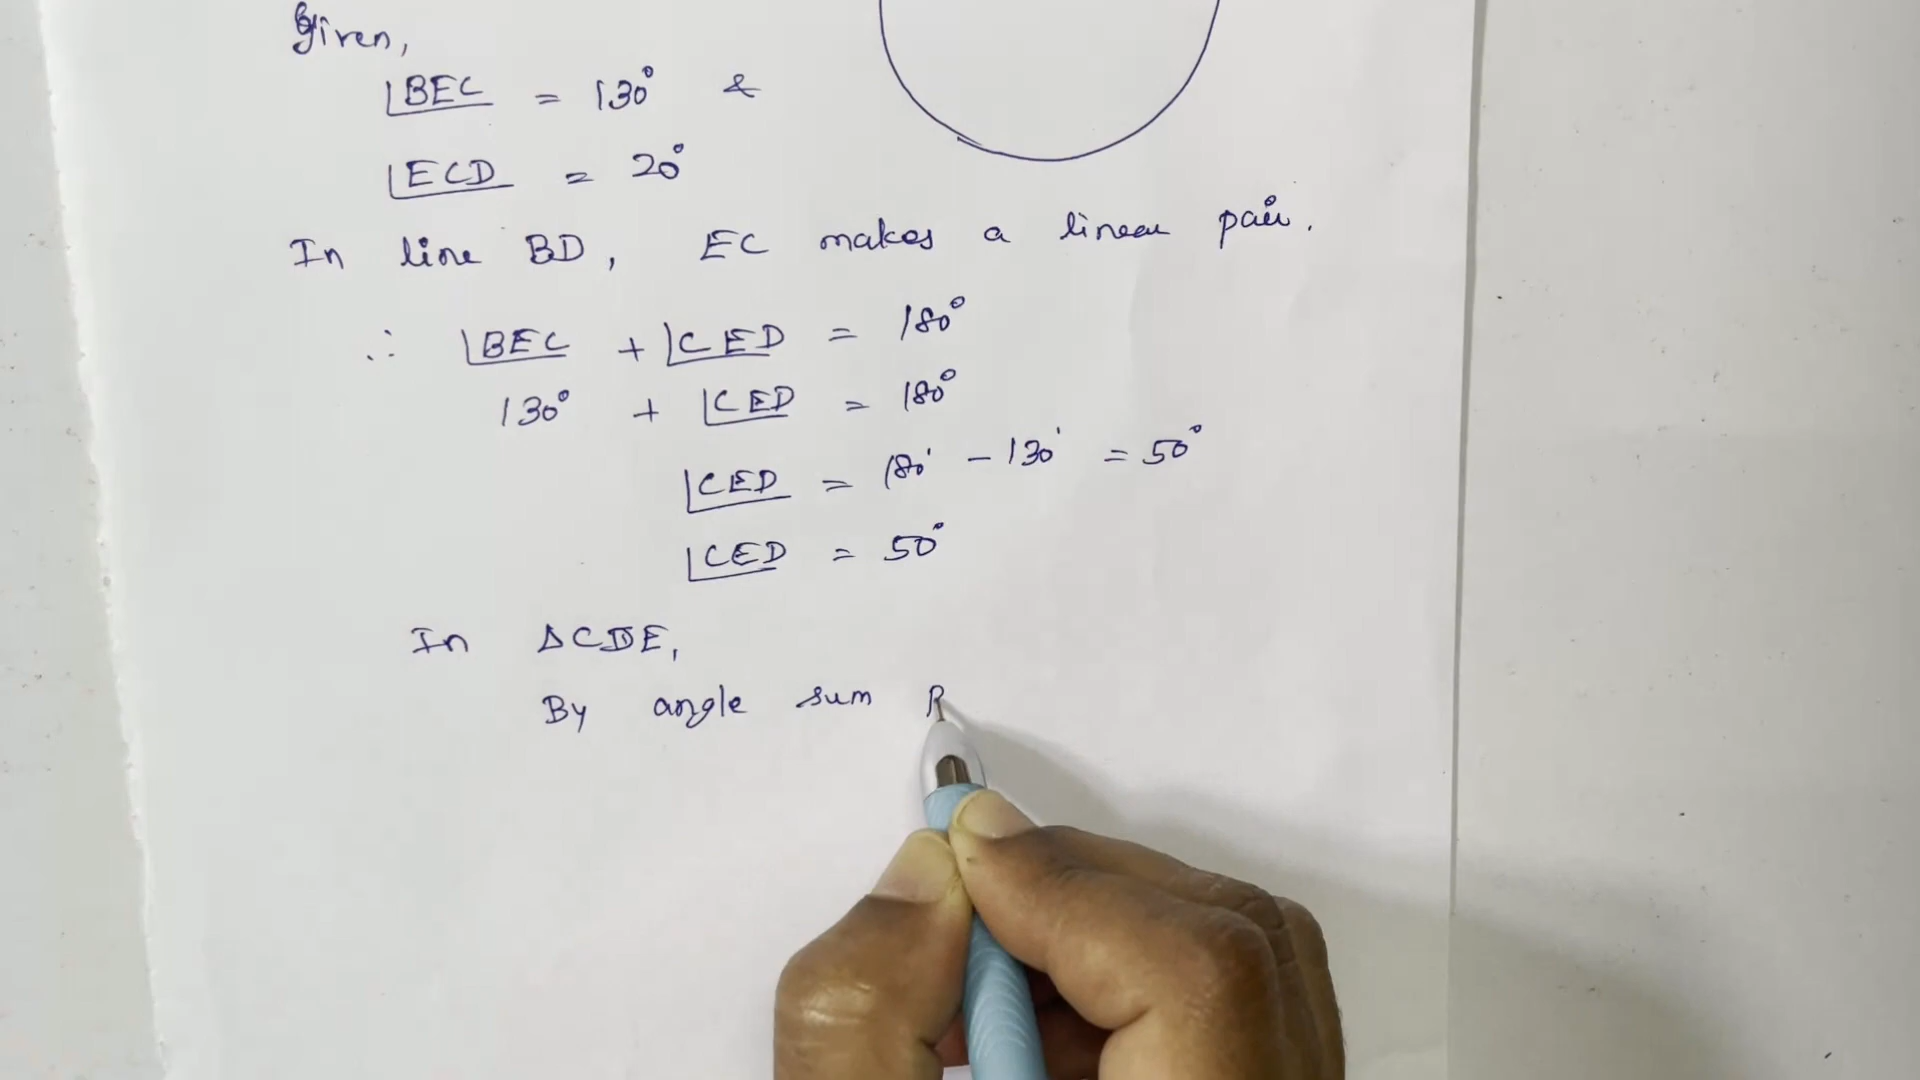 Given,
∠BEC = 130° &
∠ECD = 20°
In line BD, EC makes a linear pair.
∴ ∠BEC + ∠CED = 180°
130° + ∠CED = 180°
∠CED = 180° - 130° = 50°
∠CED = 50°
In ΔCDE,
By angle sum P